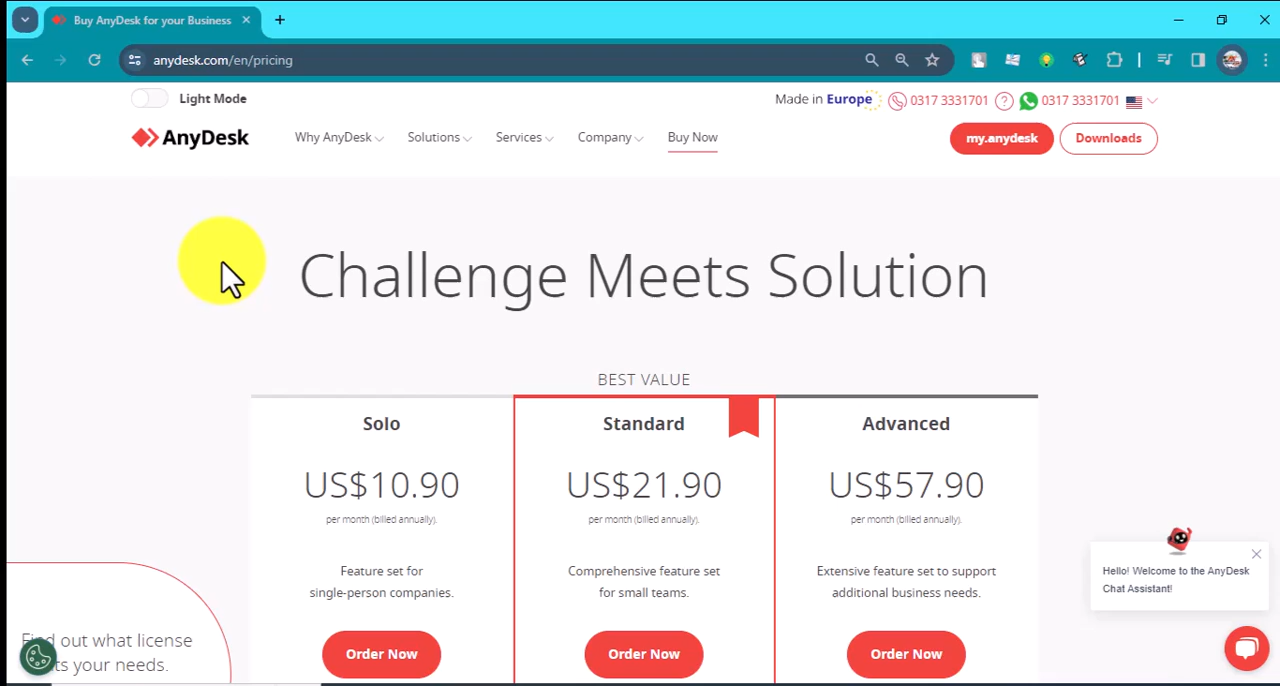 Buy AnyDesk for your Business
anydesk.com/en/pricing
Light Mode
Made in Europe 0317 3331701 ? 0317 3331701
AnyDesk
Why AnyDesk Solutions Services Company Buy Now
my.anydesk Downloads
Challenge Meets Solution
BEST VALUE
Solo Standard Advanced
US$10.90 US$21.90 US$57.90
per month (billed annually). per month (billed annually). per month (billed annually).
Feature set for Comprehensive feature set Extensive feature set to support
single-person companies. for small teams. additional business needs.
Hello! Welcome to the AnyDesk
Chat Assistant!
Find out what license
your needs.
Order Now Order Now Order Now